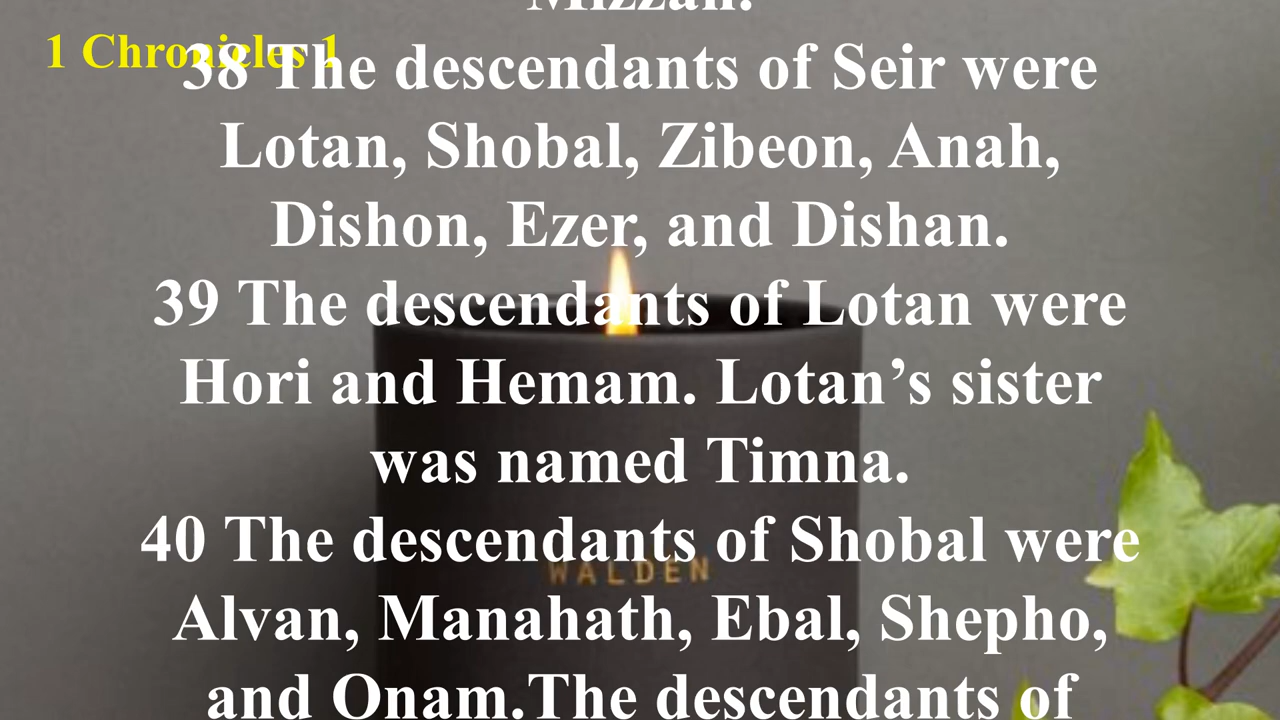 Mizzah.
1 Chronicles 1
38 The descendants of Seir were
Lotan, Shobal, Zibeon, Anah,
Dishon, Ezer, and Dishan.
39 The descendants of Lotan were
Hori and Hemam. Lotan’s sister
was named Timna.
40 The descendants of Shobal were
WALDEN
Alvan, Manahath, Ebal, Shepho,
and Onam.The descendants of